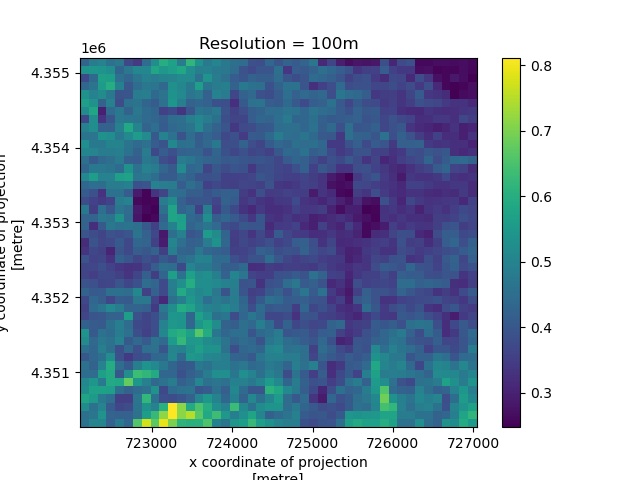 Resolution = 100m
1e6
4.355
4.354
4.353
4.352
4.351
y coordinate of projection
[metre]
723000 724000 725000 726000 727000
x coordinate of projection
[metre]
0.8
0.7
0.6
0.5
0.4
0.3